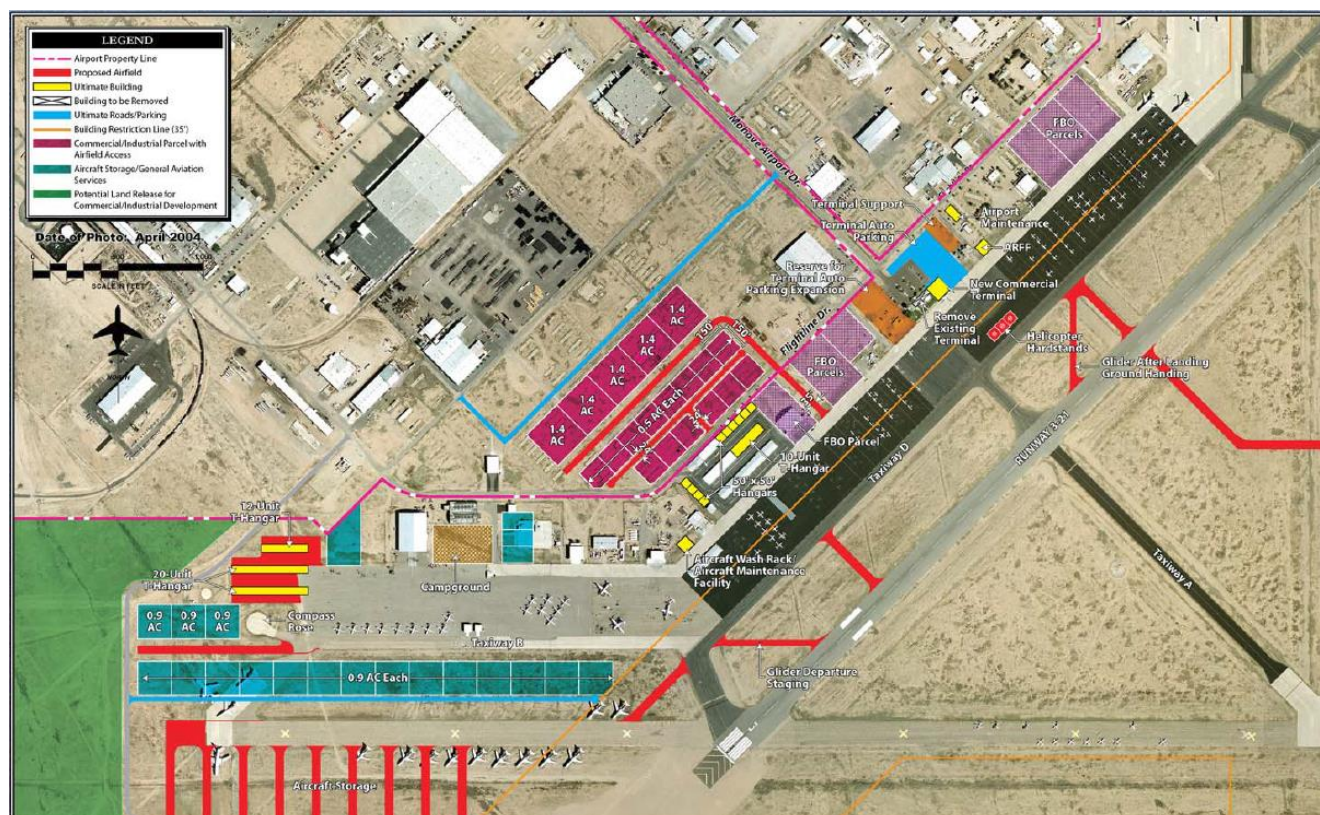 LEGEND
Airport Property Line
Proposed Airfield
Ultimate Building
Building to be Removed
Ultimate Roads/Parking
Building Restriction Line (35')
Commercial/Industrial Parcel with
Airfield Access
Aircraft Storage/General Aviation
Services
Potential Land Release for
Commercial/Industrial Development
Date of Photo: April 2004
SCALE IN FEET
Mohave Airport Dr.
FBO
Parcels
Terminal Support
Airport
Maintenance
Terminal Auto
Parking
ARFF
Reserve for
Terminal Auto
Parking Expansion
New Commercial
Terminal
Remove
Existing
Terminal
Helicopter
Hardstands
Flightline Dr.
Glider After Landing
Ground Handing
1.4
AC
1.4
AC
1.4
AC
1.4
AC
150'
150'
0.5 AC Each
FBO
Parcels
FBO Parcel
10-Unit
T-Hangar
50' x 50'
Hangars
RUNWAY 3-21
Taxiway D
Taxiway A
12-Unit
T-Hangar
20-Unit
T-Hangar
Campground
Aircraft Wash Rack/
Aircraft Maintenance
Facility
0.9
AC
0.9
AC
0.9
AC
Compass
Rose
Taxiway B
0.9 AC Each
Glider Departure
Staging
Aircraft Storage